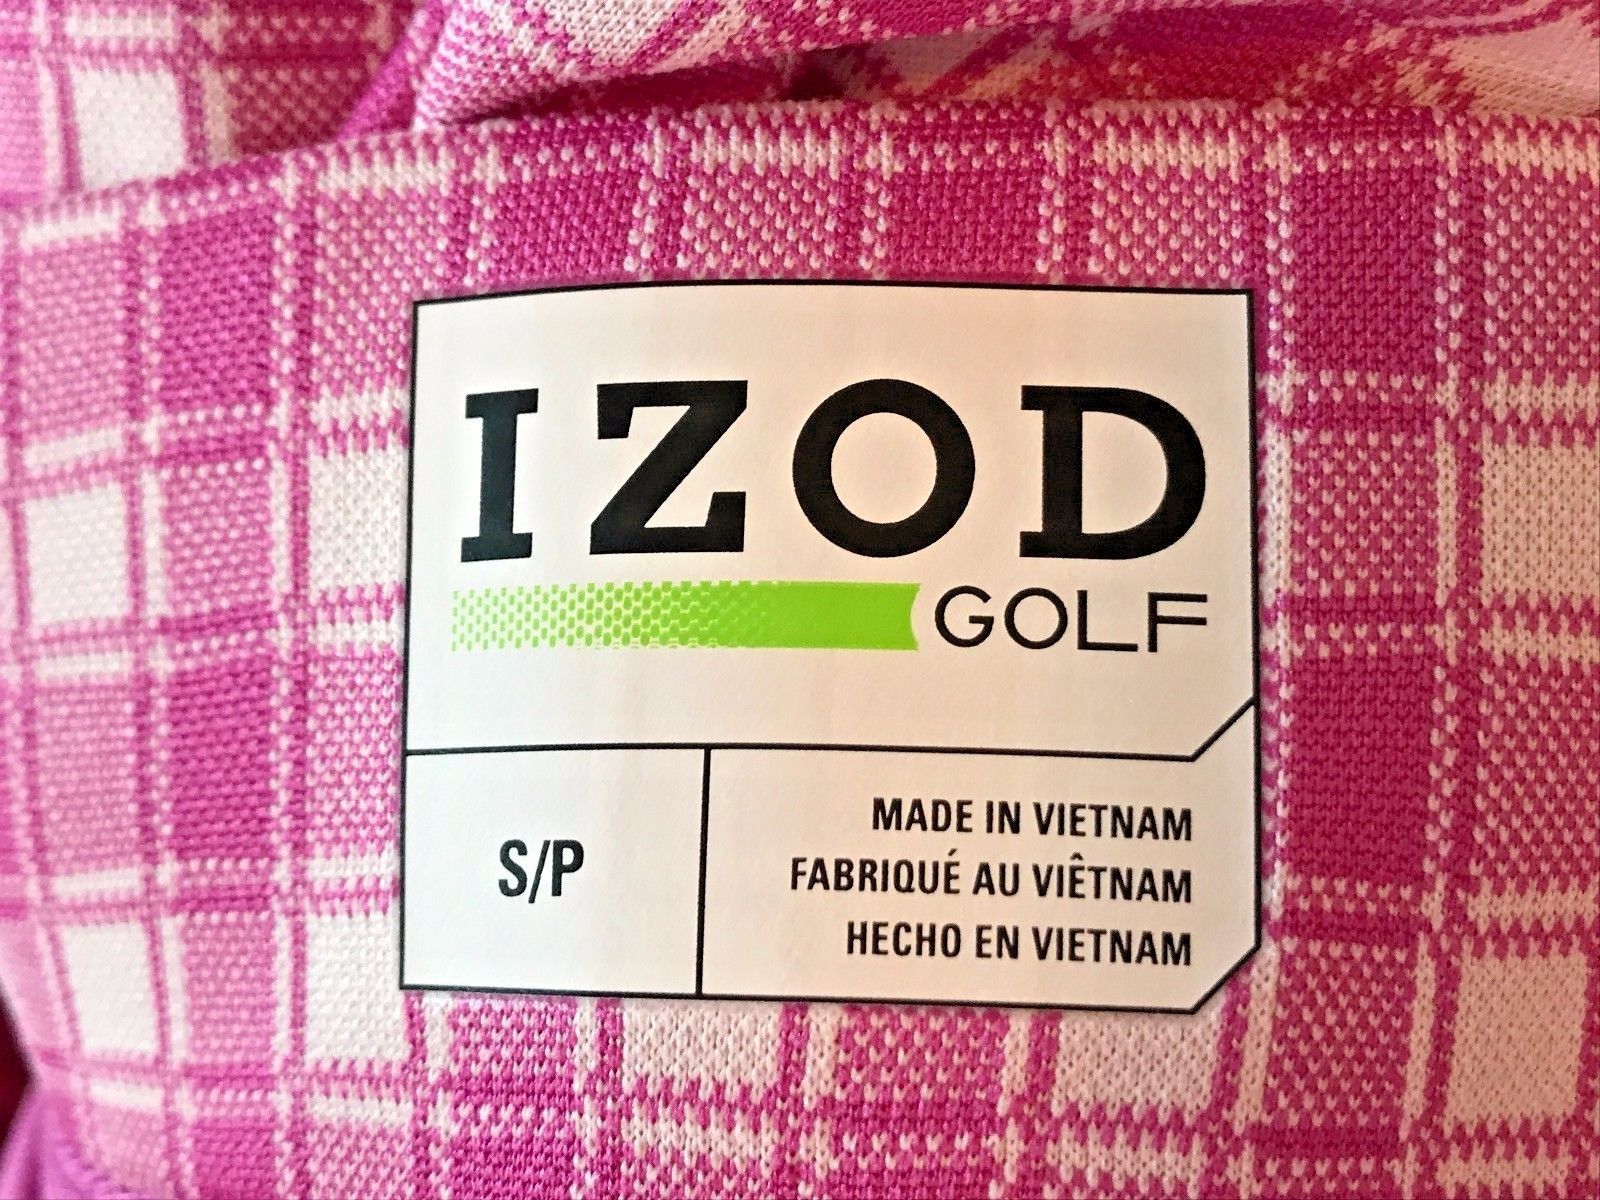 IZOD
GOLF
S/P
MADE IN VIETNAM
FABRIQUÉ AU VIÊTNAM
HECHO EN VIETNAM